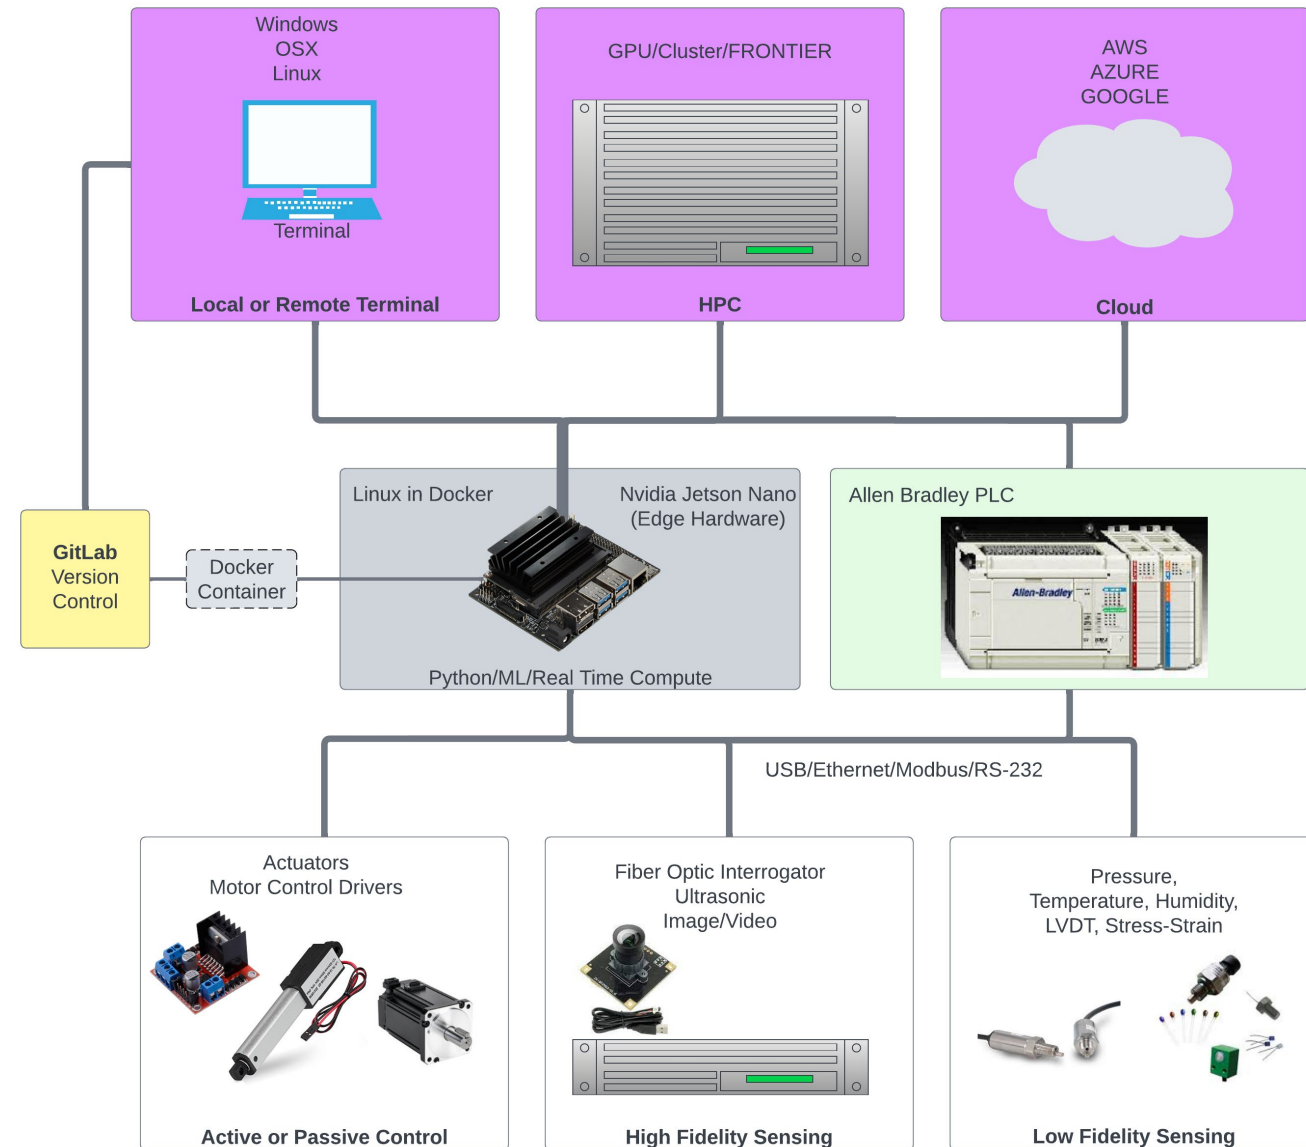 Windows
OSX
Linux
Terminal
Local or Remote Terminal
GPU/Cluster/FRONTIER
HPC
AWS
AZURE
GOOGLE
Cloud
GitLab
Version
Control
Docker
Container
Linux in Docker
Nvidia Jetson Nano
(Edge Hardware)
Python/ML/Real Time Compute
Allen Bradley PLC
Allen-Bradley
USB/Ethernet/Modbus/RS-232
Actuators
Motor Control Drivers
Active or Passive Control
Fiber Optic Interrogator
Ultrasonic
Image/Video
High Fidelity Sensing
Pressure,
Temperature, Humidity,
LVDT, Stress-Strain
Low Fidelity Sensing